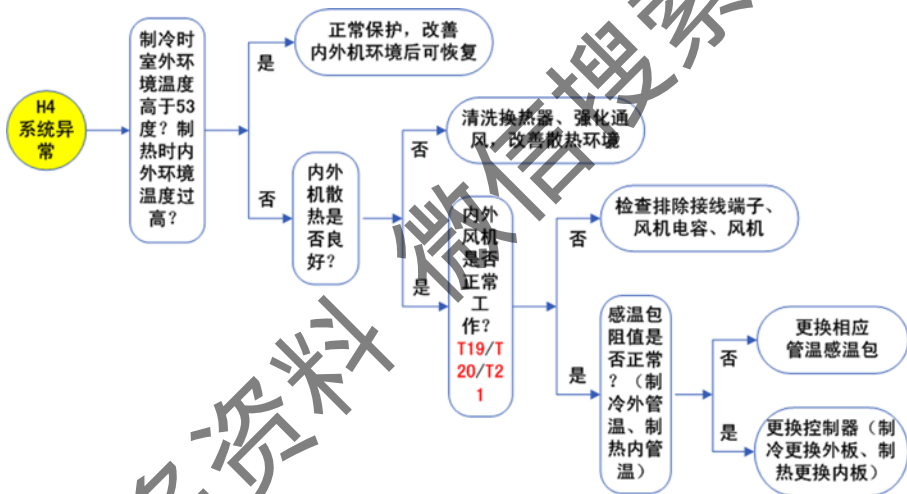 H4
系统异
常
制冷时
室外环
境温度
高于53
度？制
热时内
外环境
温度过
高？
是
正常保护，改善
内外机环境后可恢复
否
内外
机散
热是
否良
好？
否
清洗换热器、强化通
风，改善散热环境
是
内外
风机
是否
正常
工
作？
T19/T
20/T2
1
否
检查排除接线端子、
风机电容、风机
是
感温包
阻值是
否正常
？（制
冷外管
温、制
热内管
温）
否
更换相应
管温感温包
是
更换控制器（制
冷更换外板、制
热更换内板）
资料 微信搜索